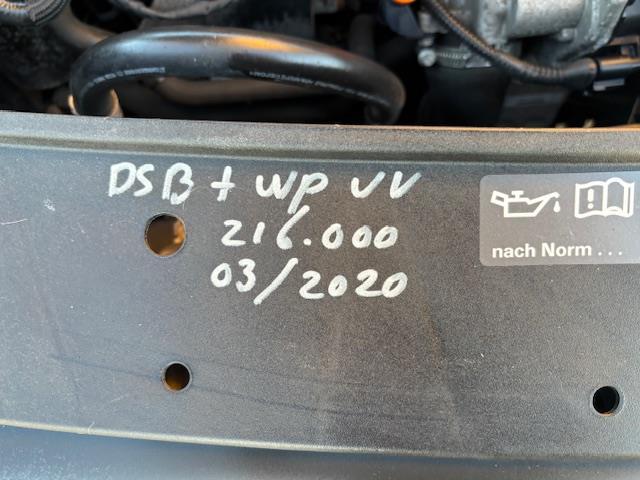 DSB + WP VV
216.000
03/2020
nach Norm ...